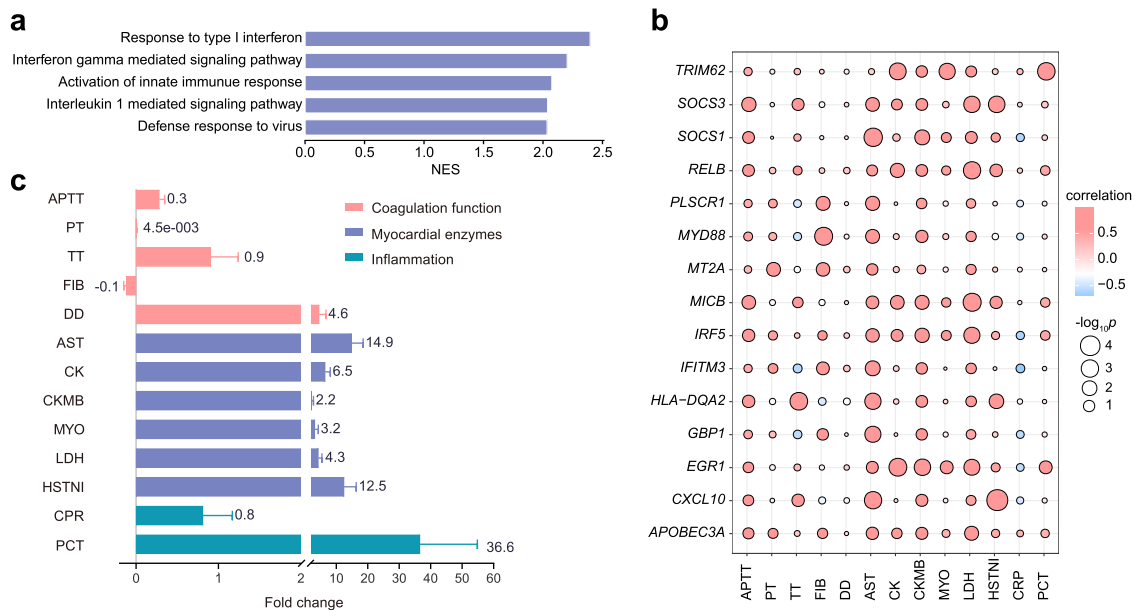 a
Response to type I interferon
Interferon gamma mediated signaling pathway
Activation of innate immunue response
Interleukin 1 mediated signaling pathway
Defense response to virus
0.0 0.5 1.0 1.5 2.0 2.5
NES
b
TRIM62
SOCS3
SOCS1
RELB
PLSCR1
MYD88
MT2A
MICB
IRF5
IFITM3
HLA−DQA2
GBP1
EGR1
CXCL10
APOBEC3A
APTT PT TT FIB DD AST CK CKMB MYO LDH HSTNI CRP PCT
correlation
0.5
0.0
−0.5
-log10p
4
3
2
1
c
APTT 0.3
PT 4.5e-003
TT 0.9
FIB -0.1
DD 4.6
AST 14.9
CK 6.5
CKMB 2.2
MYO 3.2
LDH 4.3
HSTNI 12.5
CPR 0.8
PCT 36.6
Coagulation function
Myocardial enzymes
Inflammation
0 1 2 10 20 30 40 50 60
Fold change